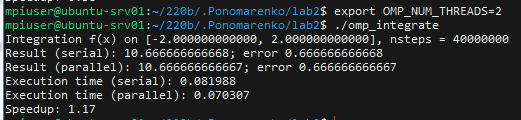 mpiuser@ubuntu-srv01:~/220b/.Ponomarenko/lab2$ export OMP_NUM_THREADS=2
mpiuser@ubuntu-srv01:~/220b/.Ponomarenko/lab2$ ./omp_integrate
Integration f(x) on [-2.000000000000, 2.000000000000], nsteps = 40000000
Result (serial): 10.666666666668; error 0.666666666668
Result (parallel): 10.666666666667; error 0.666666666667
Execution time (serial): 0.081988
Execution time (parallel): 0.070307
Speedup: 1.17